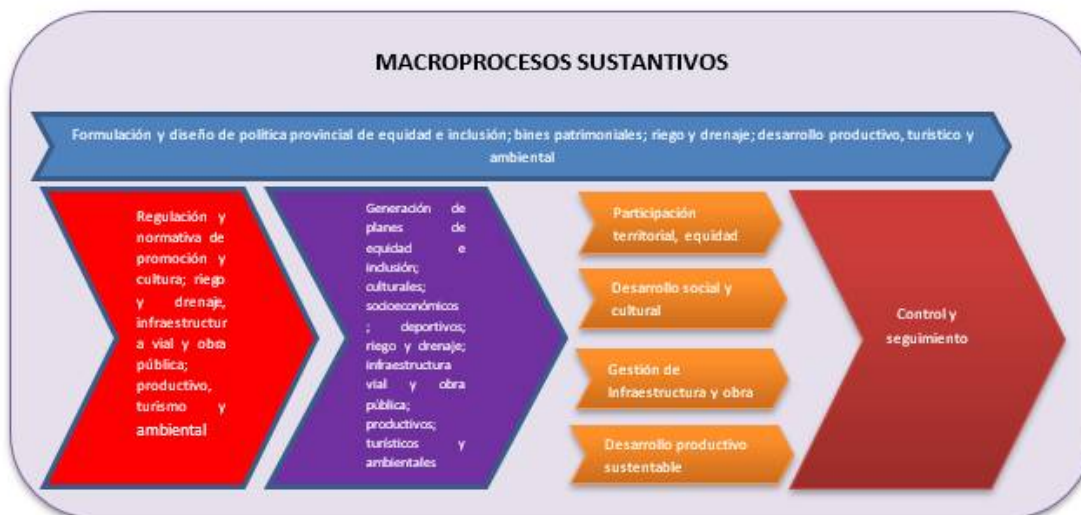 MACROPROCESOS SUSTANTIVOS
Formulación y diseño de política provincial de equidad e inclusión; bines patrimoniales; riego y drenaje; desarrollo productivo, turístico y
ambiental
Regulación y
normativa de
promoción y
cultura; riego
y drenaje,
infraestructur
a vial y obra
pública;
productivo,
turismo y
ambiental
Generación de
planes de
equidad e
inclusión;
culturales;
socioeconómicos
; deportivos;
riego y drenaje;
infraestructura
vial y obra
pública;
productivos;
turísticos y
ambientales
Participación
territorial, equidad
Desarrollo social y
cultural
Gestión de
Infraestructura y obra
Desarrollo productivo
sustentable
Control y
seguimiento